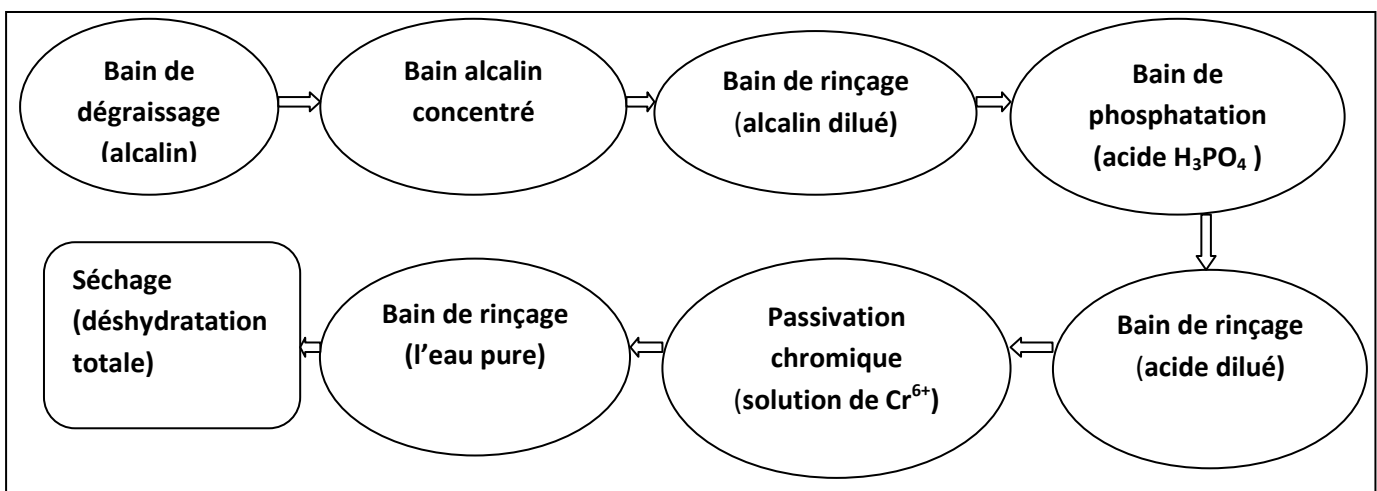 Bain de
dégraissage
(alcalin)
Bain alcalin
concentré
Bain de rinçage
(alcalin dilué)
Bain de
phosphatation
(acide H₃PO₄ )
Bain de rinçage
(acide dilué)
Passivation
chromique
(solution de Cr⁶⁺)
Bain de rinçage
(l’eau pure)
Séchage
(déshydratation
totale)